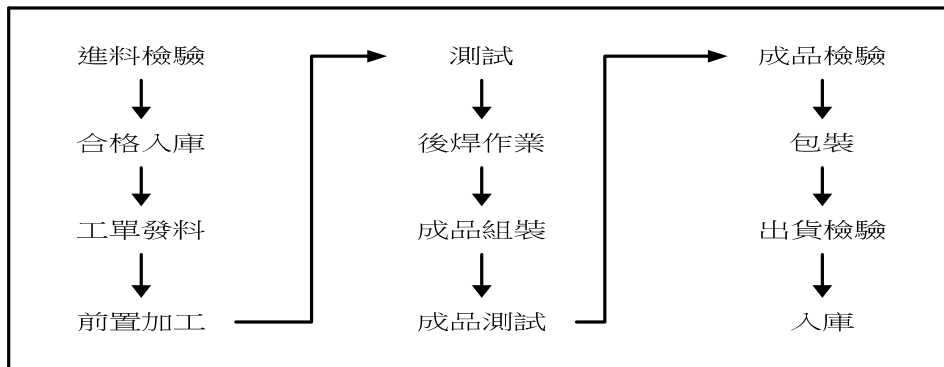 進料檢驗
合格入庫
工單發料
前置加工
測試
後焊作業
成品組裝
成品測試
成品檢驗
包裝
出貨檢驗
入庫